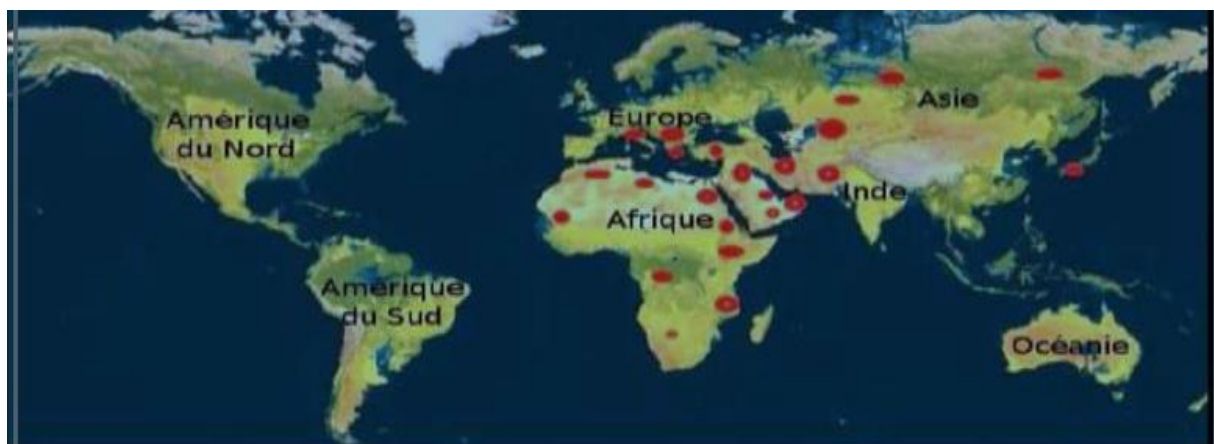 Amérique
du Nord
Europe
Asie
Inde
Afrique
Amérique
du Sud
Océanie